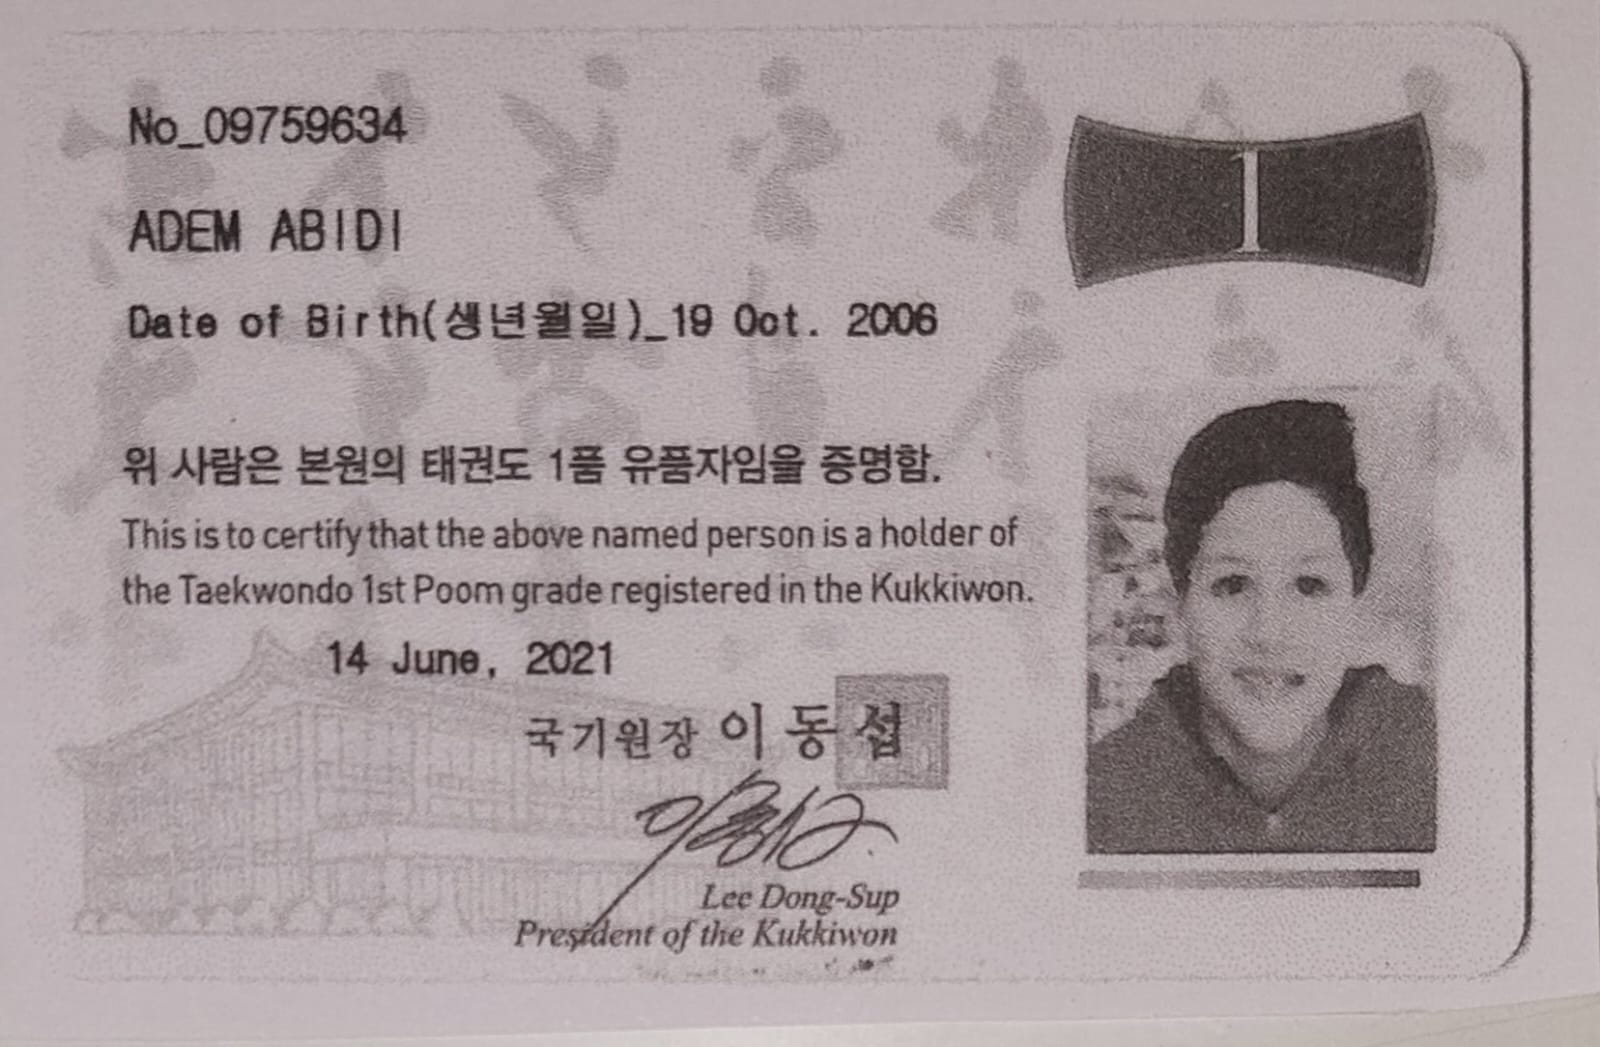 No_09759634
1
ADEM ABIDI
Date of Birth(생년월일)_19 Oct. 2006
위 사람은 본원의 태권도 1품 유품자임을 증명함.
This is to certify that the above named person is a holder of
the Taekwondo 1st Poom grade registered in the Kukkiwon.
14 June, 2021
국기원장 이동섭
Lee Dong-Sup
President of the Kukkiwon